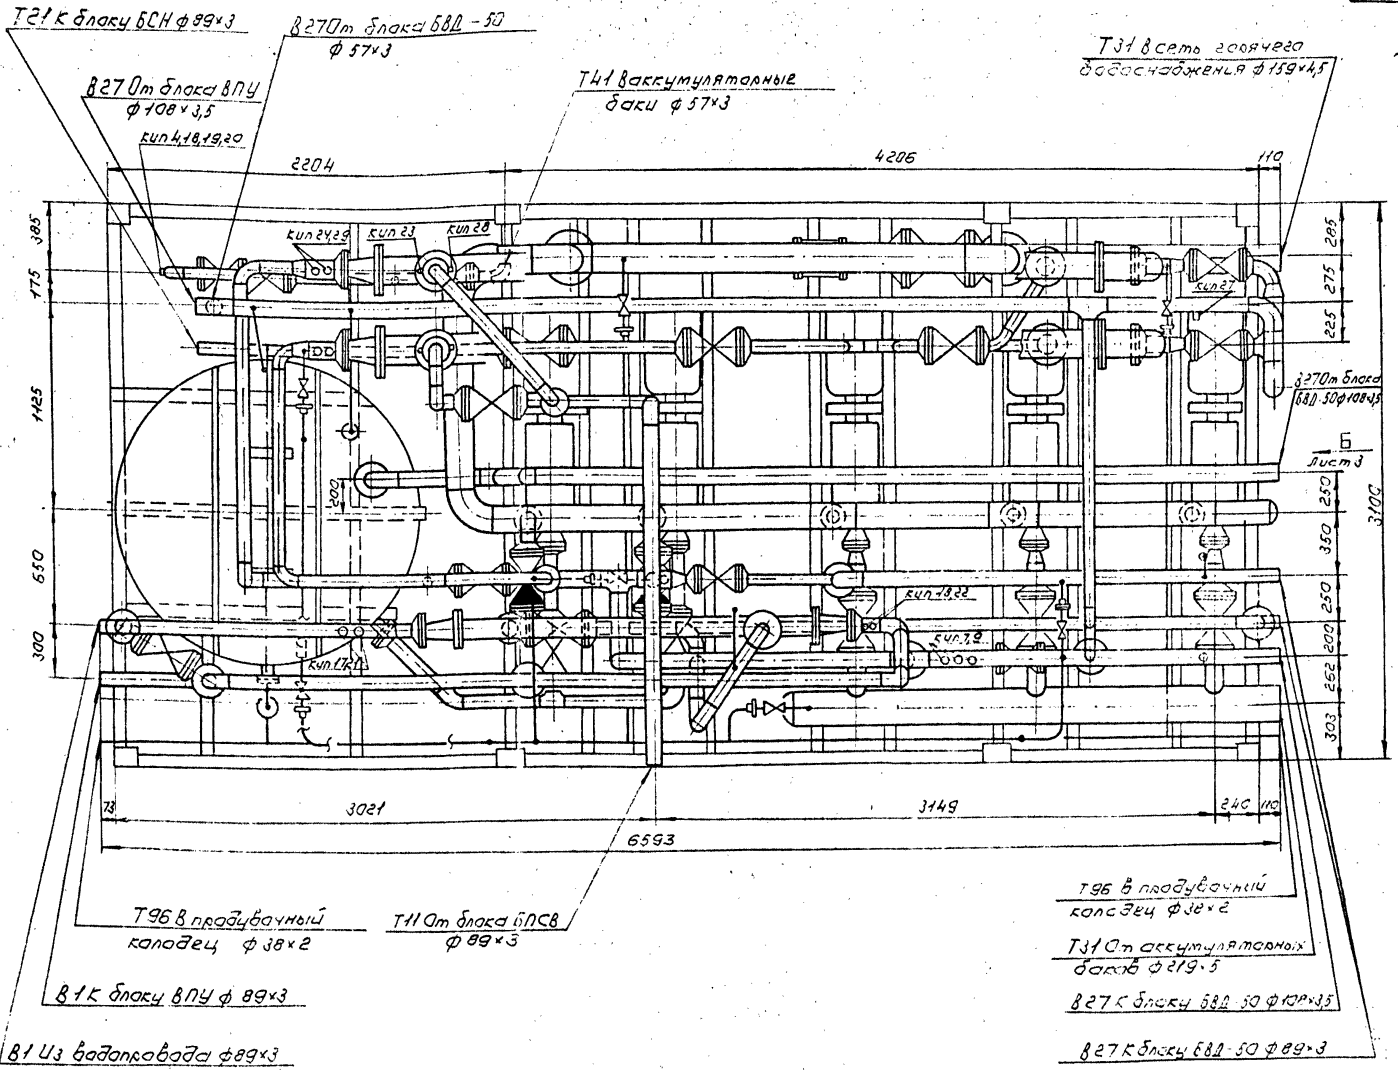 Т21 К блоку БСН ф 89×3
В27 От блока БВД-50
ф 57×3
Т31 В сеть горячего
водоснабжения ф 159×4,5
В27 От блока ВПУ
ф 108×3,5
Т41 В аккумуляторные
баки ф 57×3
кип 4,18,19,20
2204
4206
110
385
175
1125
650
300
кип 24,29
кип 23
кип 28
кип 27
285
275
225
В27 От блока
БВД-50 ф 108×3,5
Б
Лист 3
200
250
350
250
200
262
303
3100
кип 18,22
кип 7,9
кип 17,21
73
3021
3149
240
110
6593
Т96 В продувочный
колодец ф 38×2
Т11 От блока БПСВ
ф 89×3
Т96 В продувочный
колодец ф 38×2
Т31 От аккумуляторных
баков ф 219×5
В1 К блоку ВПУ ф 89×3
В27 К блоку БВД-50 ф 108×3,5
В1 Из водопровода ф 89×3
В27 К блоку БВД-50 ф 89×3